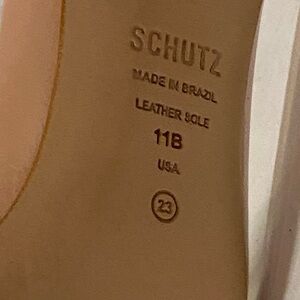 SCHUTZ
MADE IN BRAZIL
LEATHER SOLE
11B
USA
23